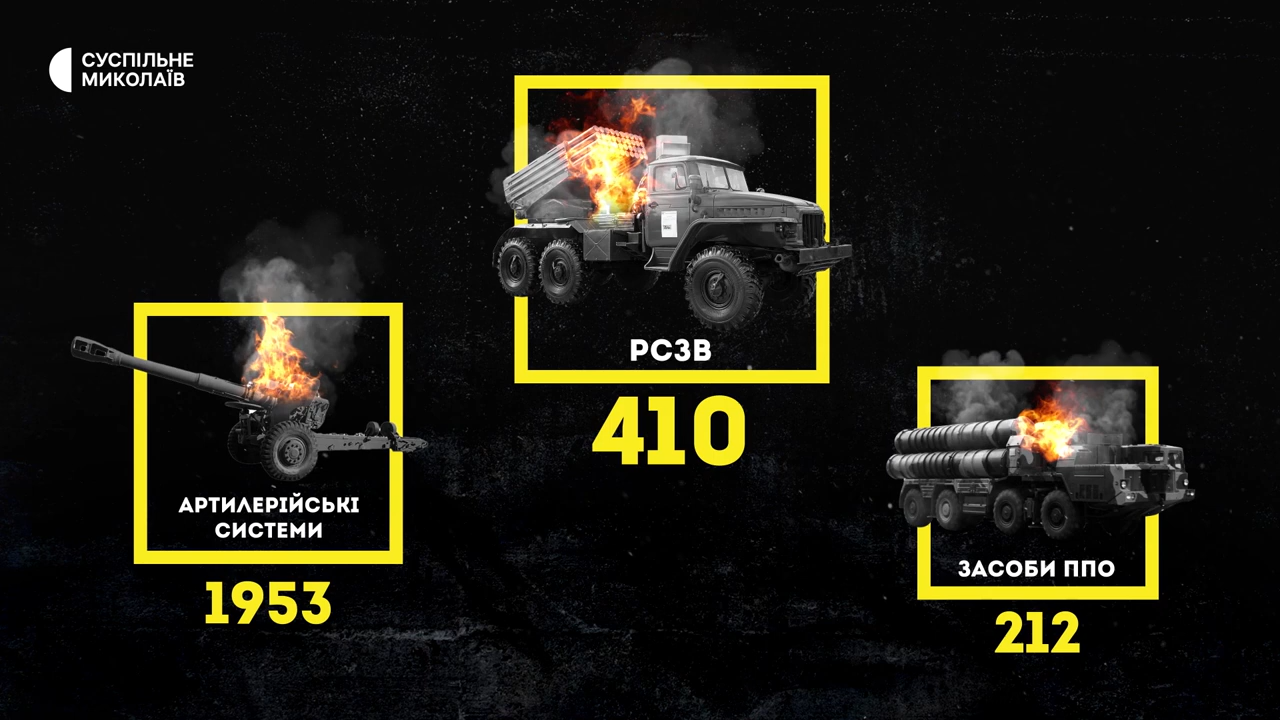 СУСПІЛЬНЕ
МИКОЛАЇВ
РСЗВ
410
АРТИЛЕРІЙСЬКІ
СИСТЕМИ
1953
ЗАСОБИ ППО
212